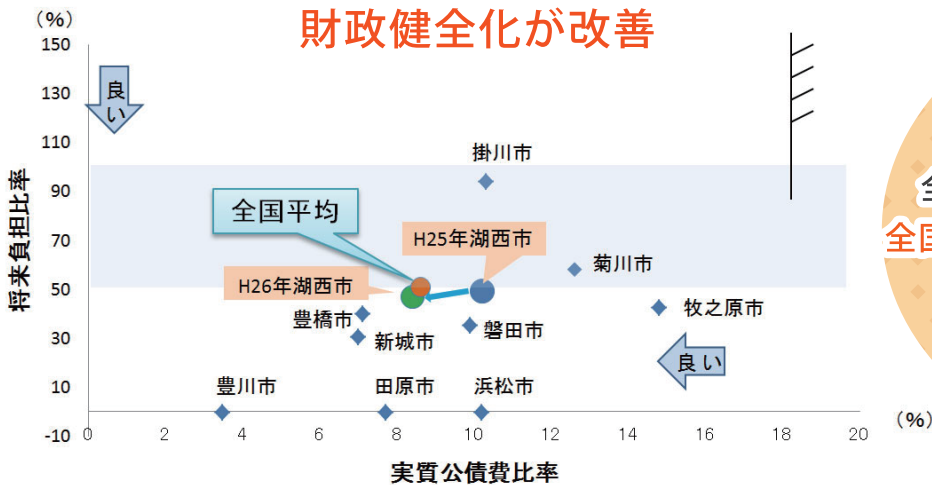 財政健全化が改善
(%)
150
130
110
90
70
50
30
10
-10
将来負担比率
良い
掛川市
全国平均
H25年湖西市
菊川市
H26年湖西市
豊橋市
新城市
磐田市
牧之原市
良い
豊川市
田原市
浜松市
0 2 4 6 8 10 12 14 16 18 20
(%)
実質公債費比率